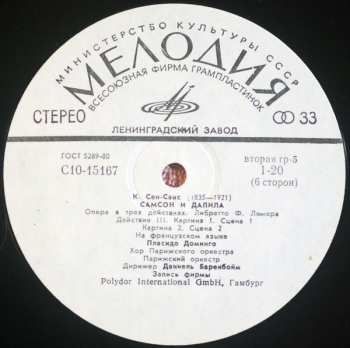 МИНИСТЕРСТВО КУЛЬТУРЫ СССР
МЕЛОДИЯ
ВСЕСОЮЗНАЯ ФИРМА ГРАМПЛАСТИНОК
СТЕРЕО
33
ЛЕНИНГРАДСКИЙ ЗАВОД
ГОСТ 5289-80
С10-15167
вторая гр-5
1-20
(6 сторон)
К. Сен-Санс (1835—1921)
САМСОН И ДАЛИЛА
Опера в трех действиях. Либретто Ф. Лемера
Действие III. Картина 1. Сцена 1
Картина 2. Сцена 2
На французском языке
Пласидо Доминго
Хор Парижского оркестра
Парижский оркестр
Дирижер Даниель Баренбойм
Запись фирмы
Polydor International GmbH, Гамбург